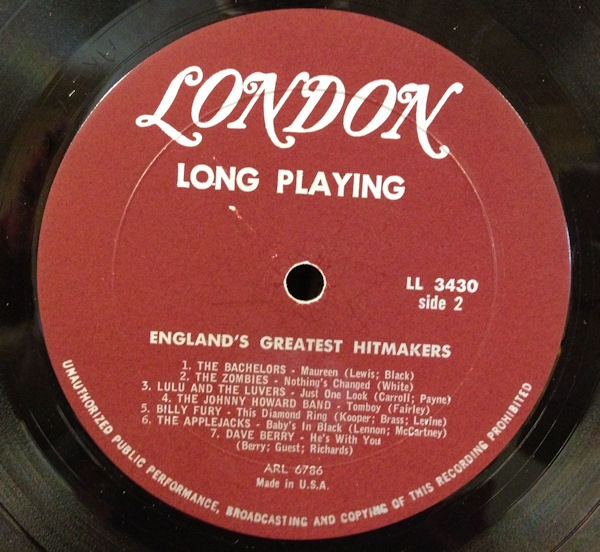 LONDON
LONG PLAYING
LL 3430
side 2
ENGLAND'S GREATEST HITMAKERS
1. THE BACHELORS - Maureen (Lewis; Black)
2. THE ZOMBIES - Nothing's Changed (White)
3. LULU AND THE LUVERS - Just One Look (Carroll; Payne)
4. THE JOHNNY HOWARD BAND - Tomboy (Fairley)
5. BILLY FURY - This Diamond Ring (Kooper; Brass; Levine)
6. THE APPLEJACKS - Baby's In Black (Lennon; McCartney)
7. DAVE BERRY - He's With You
(Berry; Guest; Richards)
ARL 6786
Made in U.S.A.
UNAUTHORIZED PUBLIC PERFORMANCE, BROADCASTING AND COPYING OF THIS RECORDING PROHIBITED